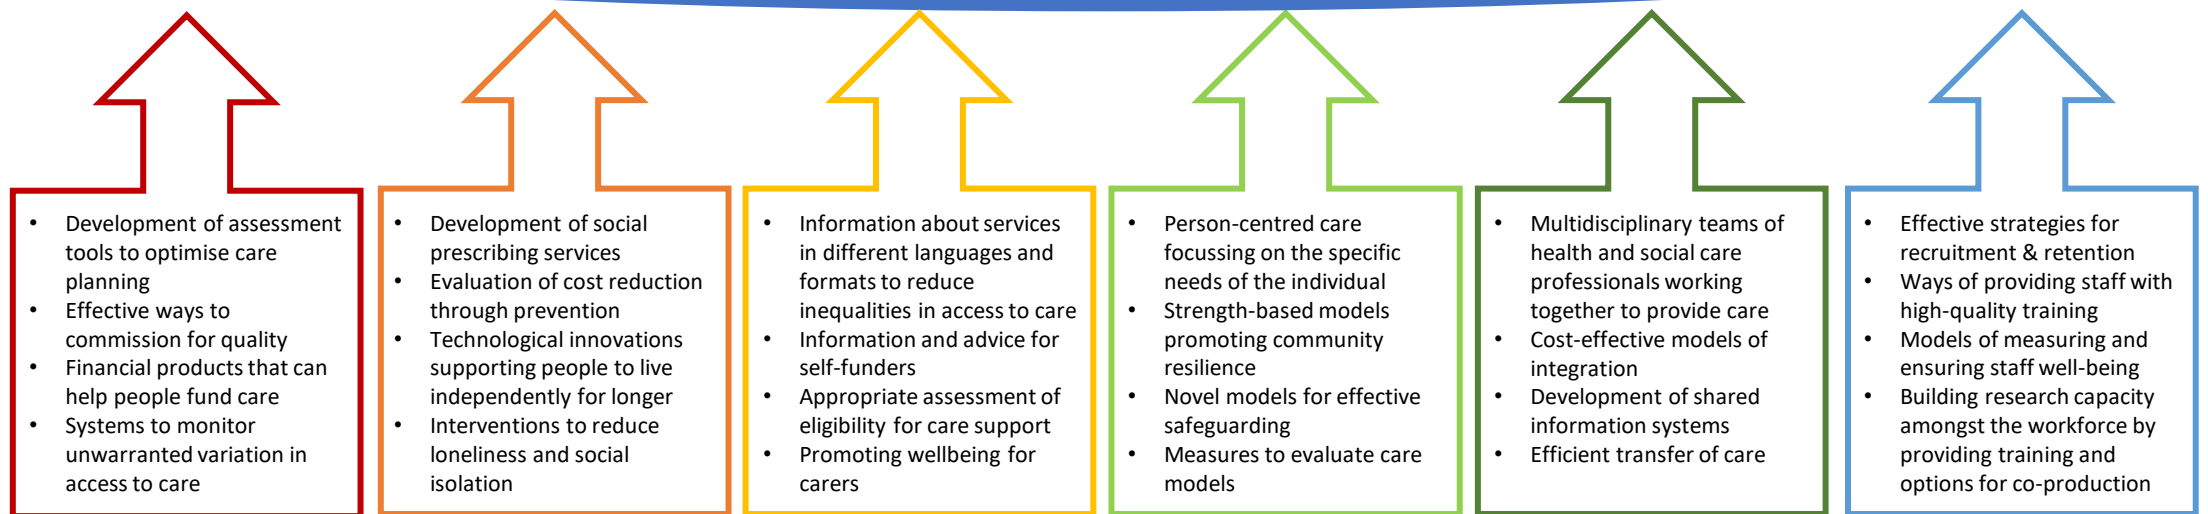 • Development of assessment
tools to optimise care
planning
• Effective ways to
commission for quality
• Financial products that can
help people fund care
• Systems to monitor
unwarranted variation in
access to care
• Development of social
prescribing services
• Evaluation of cost reduction
through prevention
• Technological innovations
supporting people to live
independently for longer
• Interventions to reduce
loneliness and social
isolation
• Information about services
in different languages and
formats to reduce
inequalities in access to care
• Information and advice for
self-funders
• Appropriate assessment of
eligibility for care support
• Promoting wellbeing for
carers
• Person-centred care
focussing on the specific
needs of the individual
• Strength-based models
promoting community
resilience
• Novel models for effective
safeguarding
• Measures to evaluate care
models
• Multidisciplinary teams of
health and social care
professionals working
together to provide care
• Cost-effective models of
integration
• Development of shared
information systems
• Efficient transfer of care
• Effective strategies for
recruitment & retention
• Ways of providing staff with
high-quality training
• Models of measuring and
ensuring staff well-being
• Building research capacity
amongst the workforce by
providing training and
options for co-production